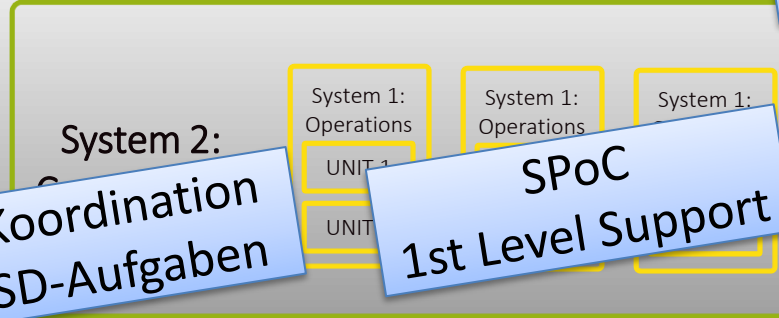 System 2:
System 1:
Operations
UNIT 1
UNIT
System 1:
Operations
System 1:
Koordination
SD-Aufgaben
SPoC
1st Level Support